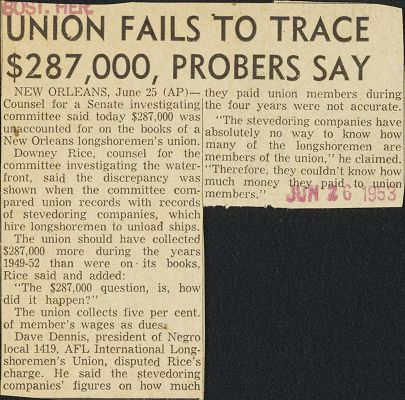 BOST. HER.
UNION FAILS TO TRACE
$287,000, PROBERS SAY
NEW ORLEANS, June 25 (AP)—
Counsel for a Senate investigating
committee said today $287,000 was
unaccounted for on the books of a
New Orleans longshoremen's union.
Downey Rice, counsel for the
committee investigating the water-
front, said the discrepancy was
shown when the committee com-
pared union records with records
of stevedoring companies, which
hire longshoremen to unload ships.
The union should have collected
$287,000 more during the years
1949-52 than were on its books,
Rice said and added:
"The $287,000 question, is, how
did it happen?"
The union collects five per cent.
of member's wages as dues.
Dave Dennis, president of Negro
local 1419, AFL International Long-
shoremen's Union, disputed Rice's
charge. He said the stevedoring
companies' figures on how much
they paid union members during
the four years were not accurate.
"The stevedoring companies have
absolutely no way to know how
many of the longshoremen are
members of the union," he claimed.
"Therefore, they couldn't know how
much money they paid to union
members."
JUN 26 1953